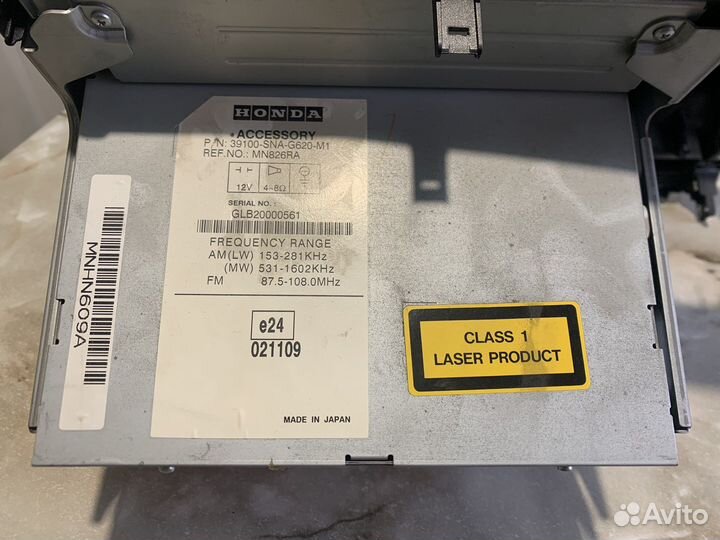 HONDA
•ACCESSORY
P/N: 39100-SNA-G620-M1
REF.NO.: MN826RA
12V 4~8Ω
SERIAL NO.:
GLB20000561
FREQUENCY RANGE
AM(LW) 153-281KHz
(MW) 531-1602KHz
FM 87.5-108.0MHz
e24
021109
MADE IN JAPAN
MNHN609A
CLASS 1
LASER PRODUCT
Avito